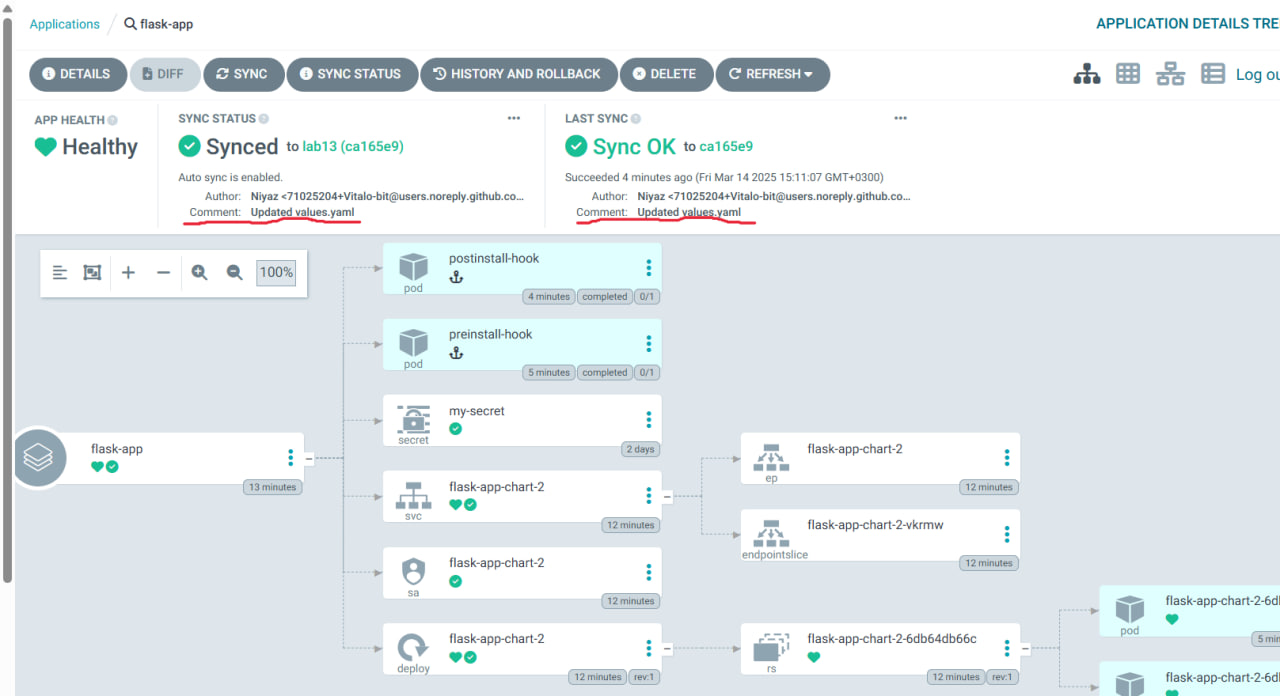 Applications / flask-app
APPLICATION DETAILS TRE
DETAILS DIFF SYNC SYNC STATUS HISTORY AND ROLLBACK DELETE REFRESH
Log ou
APP HEALTH
Healthy
SYNC STATUS
Synced to lab13 (ca165e9)
Auto sync is enabled.
Author: Niyaz <71025204+Vitalo-bit@users.noreply.github.co...
Comment: Updated values.yaml
LAST SYNC
Sync OK to ca165e9
Succeeded 4 minutes ago (Fri Mar 14 2025 15:11:07 GMT+0300)
Author: Niyaz <71025204+Vitalo-bit@users.noreply.github.co...
Comment: Updated values.yaml
100%
flask-app
13 minutes
postinstall-hook
pod
4 minutes completed 0/1
preinstall-hook
pod
5 minutes completed 0/1
my-secret
secret
2 days
flask-app-chart-2
svc
12 minutes
flask-app-chart-2
sa
12 minutes
flask-app-chart-2
deploy
12 minutes rev:1
flask-app-chart-2
ep
12 minutes
flask-app-chart-2-vkrmw
endpointslice
12 minutes
flask-app-chart-2-6db64db66c
rs
12 minutes rev:1
flask-app-chart-2-6d
pod
5 min
flask-app-chart-2-6d